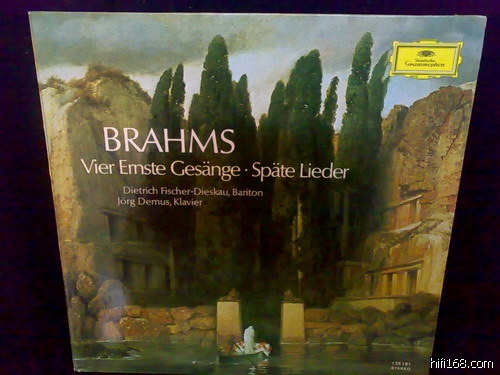 Deutsche
Grammophon
BRAHMS
Vier Ernste Gesänge · Späte Lieder
Dietrich Fischer-Dieskau, Bariton
Jörg Demus, Klavier
STEREO
hifi168.com